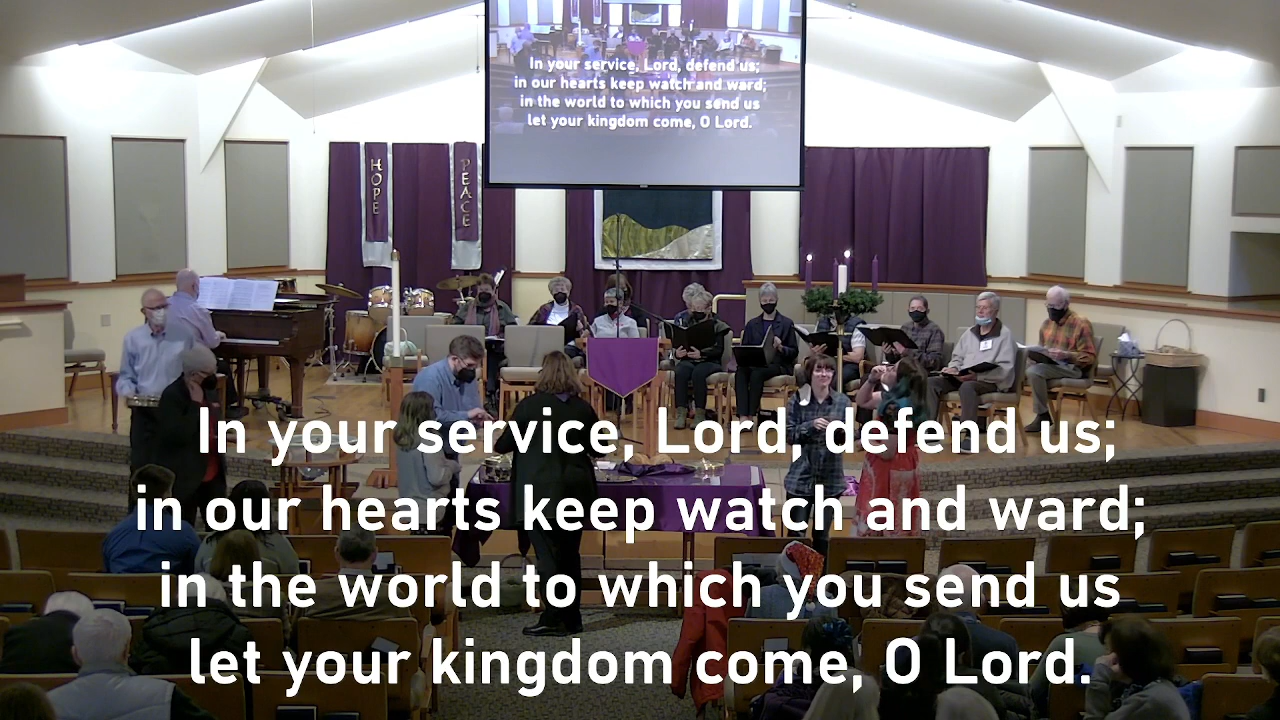 In your service, Lord, defend us;
in our hearts keep watch and ward;
in the world to which you send us
let your kingdom come, O Lord.
HOPE
PEACE
In your service, Lord, defend us;
in our hearts keep watch and ward;
in the world to which you send us
let your kingdom come, O Lord.